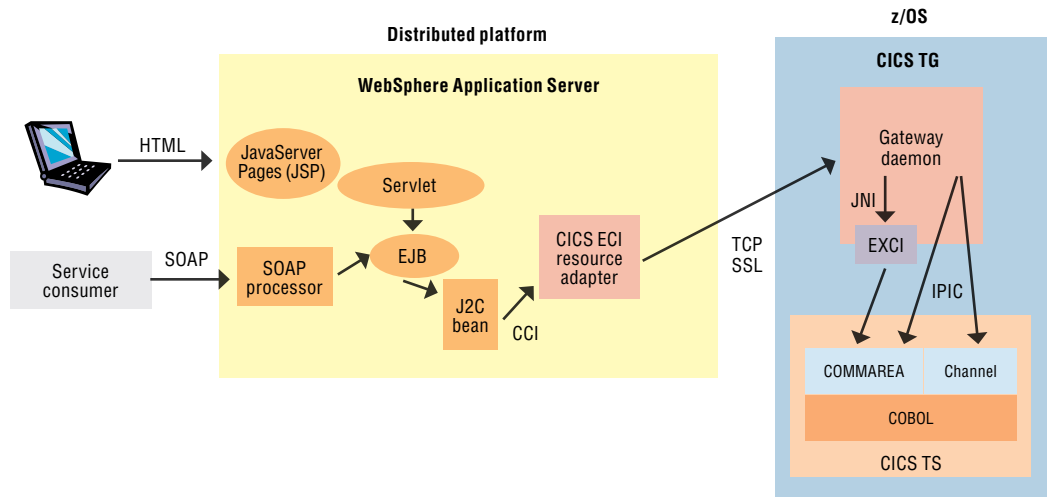 z/OS
Distributed platform
CICS TG
WebSphere Application Server
HTML
JavaServer
Pages (JSP)
Servlet
Gateway
daemon
JNI
EXCI
SOAP
Service
consumer
SOAP
processor
EJB
J2C
bean
CCI
CICS ECI
resource
adapter
TCP
SSL
IPIC
COMMAREA
Channel
COBOL
CICS TS